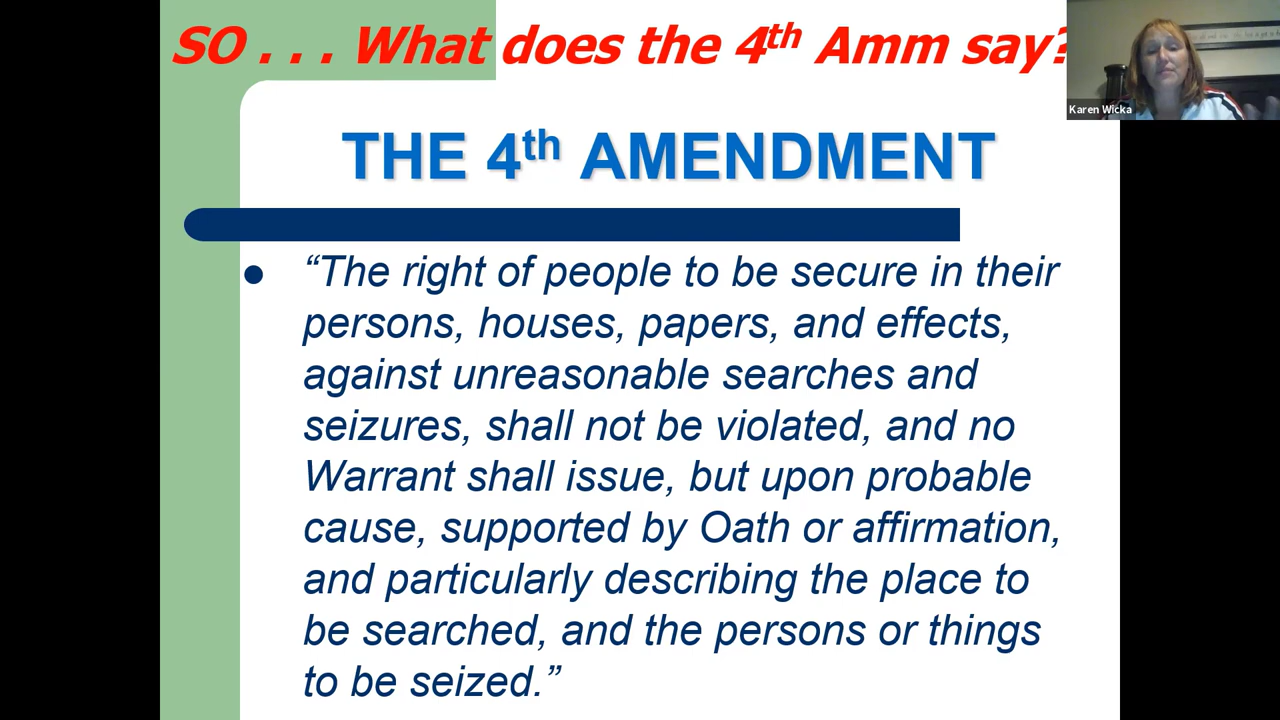 SO . . . What does the 4th Amm say?
Karen Wicka
THE 4th AMENDMENT
“The right of people to be secure in their
persons, houses, papers, and effects,
against unreasonable searches and
seizures, shall not be violated, and no
Warrant shall issue, but upon probable
cause, supported by Oath or affirmation,
and particularly describing the place to
be searched, and the persons or things
to be seized.”